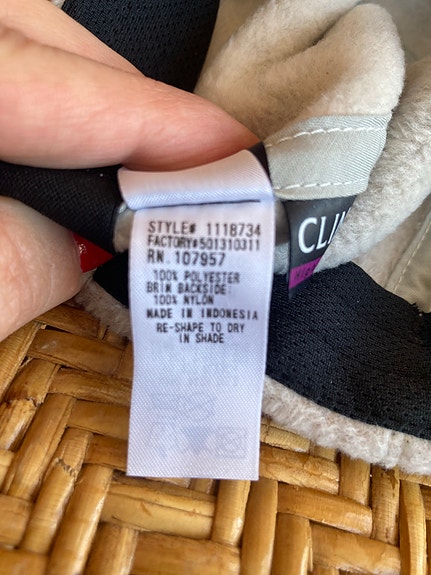 STYLE# 1118734
FACTORY#501310311
RN. 107957
100% POLYESTER
BRIM BACKSIDE:
100% NYLON
MADE IN INDONESIA
RE-SHAPE TO DRY
IN SHADE